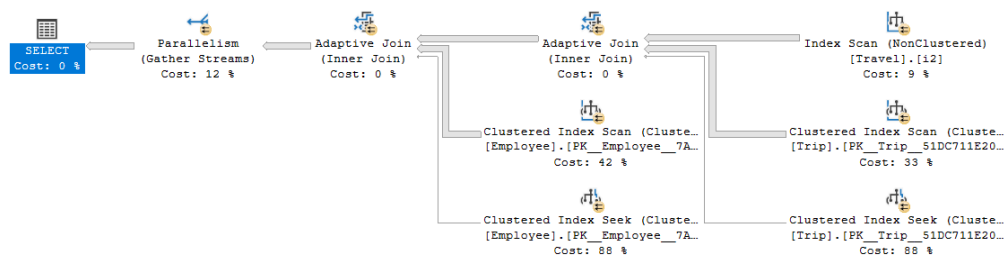 SELECT
Cost: 0 %
Parallelism
(Gather Streams)
Cost: 12 %
Adaptive Join
(Inner Join)
Cost: 0 %
Adaptive Join
(Inner Join)
Cost: 0 %
Index Scan (NonClustered)
[Travel].[i2]
Cost: 9 %
Clustered Index Scan (Cluste…
[Employee].[PK__Employee__7A…
Cost: 42 %
Clustered Index Scan (Cluste…
[Trip].[PK__Trip__51DC711E20…
Cost: 33 %
Clustered Index Seek (Cluste…
[Employee].[PK__Employee__7A…
Cost: 88 %
Clustered Index Seek (Cluste…
[Trip].[PK__Trip__51DC711E20…
Cost: 88 %